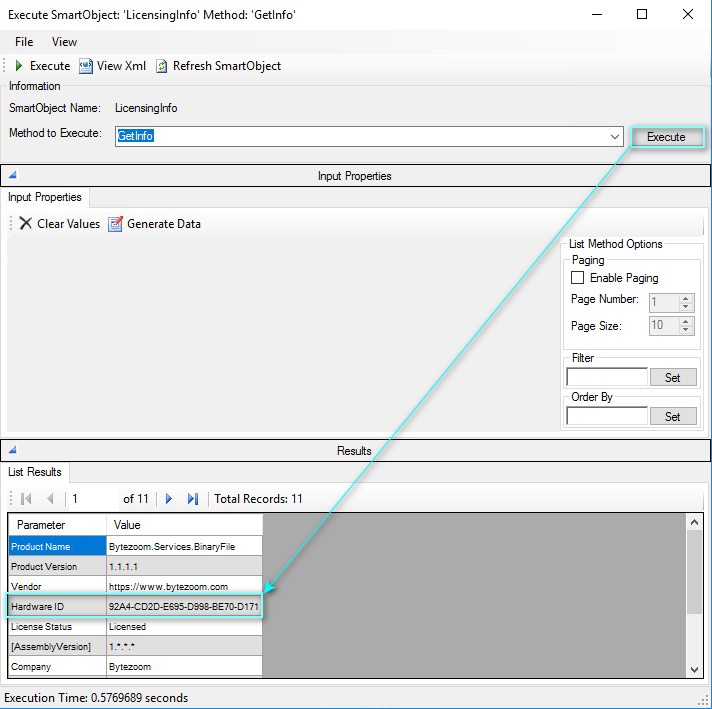 Execute SmartObject: 'LicensingInfo' Method: 'GetInfo'
File View
Execute View Xml Refresh SmartObject
Information
SmartObject Name: LicensingInfo
Method to Execute: GetInfo Execute
Input Properties
Input Properties
Clear Values Generate Data
List Method Options
Paging
Enable Paging
Page Number: 1
Page Size: 10
Filter
Set
Order By
Set
Results
List Results
1 of 11 Total Records: 11
Parameter Value
Product Name Bytezoom.Services.BinaryFile
Product Version 1.1.1.1
Vendor https://www.bytezoom.com
Hardware ID 92A4-CD2D-E695-D998-BE70-D171
License Status Licensed
[AssemblyVersion] 1.*.*.*
Company Bytezoom
Execution Time: 0.5769689 seconds